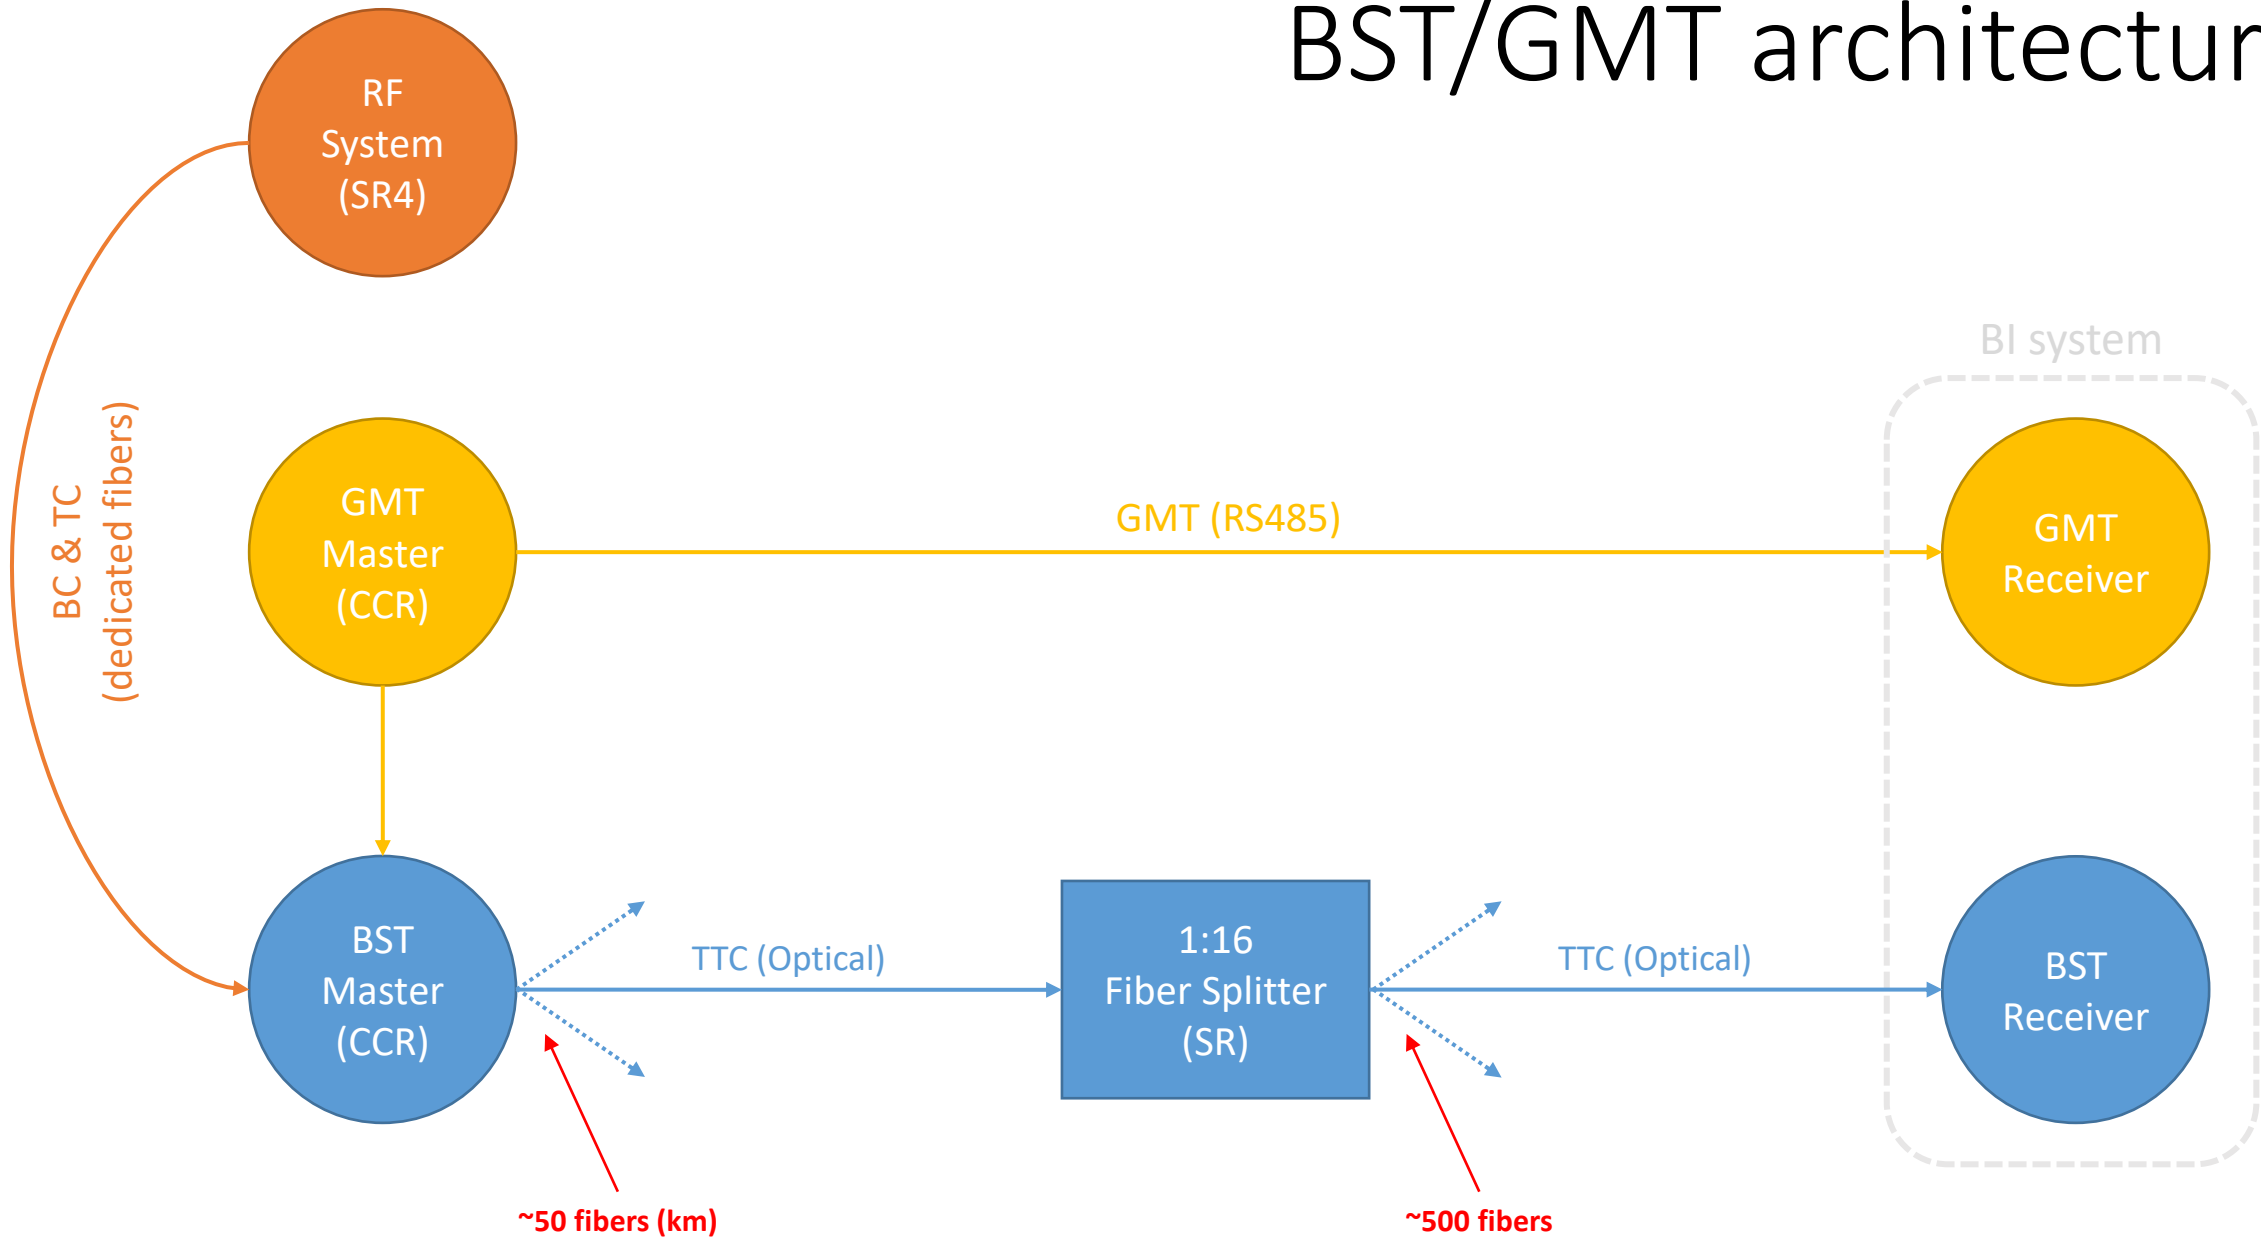 BST/GMT architectur
RF
System
(SR4)
BI system
BC & TC
(dedicated fibers)
GMT
Master
(CCR)
GMT (RS485)
GMT
Receiver
BST
Master
(CCR)
TTC (Optical)
1:16
Fiber Splitter
(SR)
TTC (Optical)
BST
Receiver
~50 fibers (km)
~500 fibers